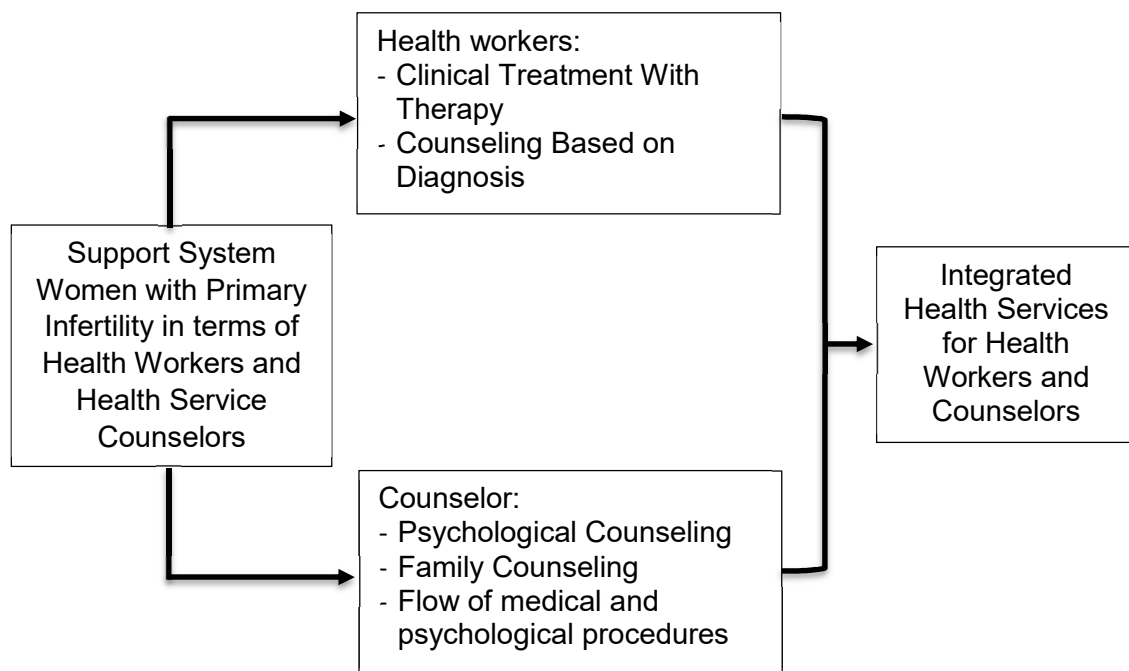 Health workers:
- Clinical Treatment With
Therapy
- Counseling Based on
Diagnosis
Support System
Women with Primary
Infertility in terms of
Health Workers and
Health Service
Counselors
Integrated
Health Services
for Health
Workers and
Counselors
Counselor:
- Psychological Counseling
- Family Counseling
- Flow of medical and
psychological procedures